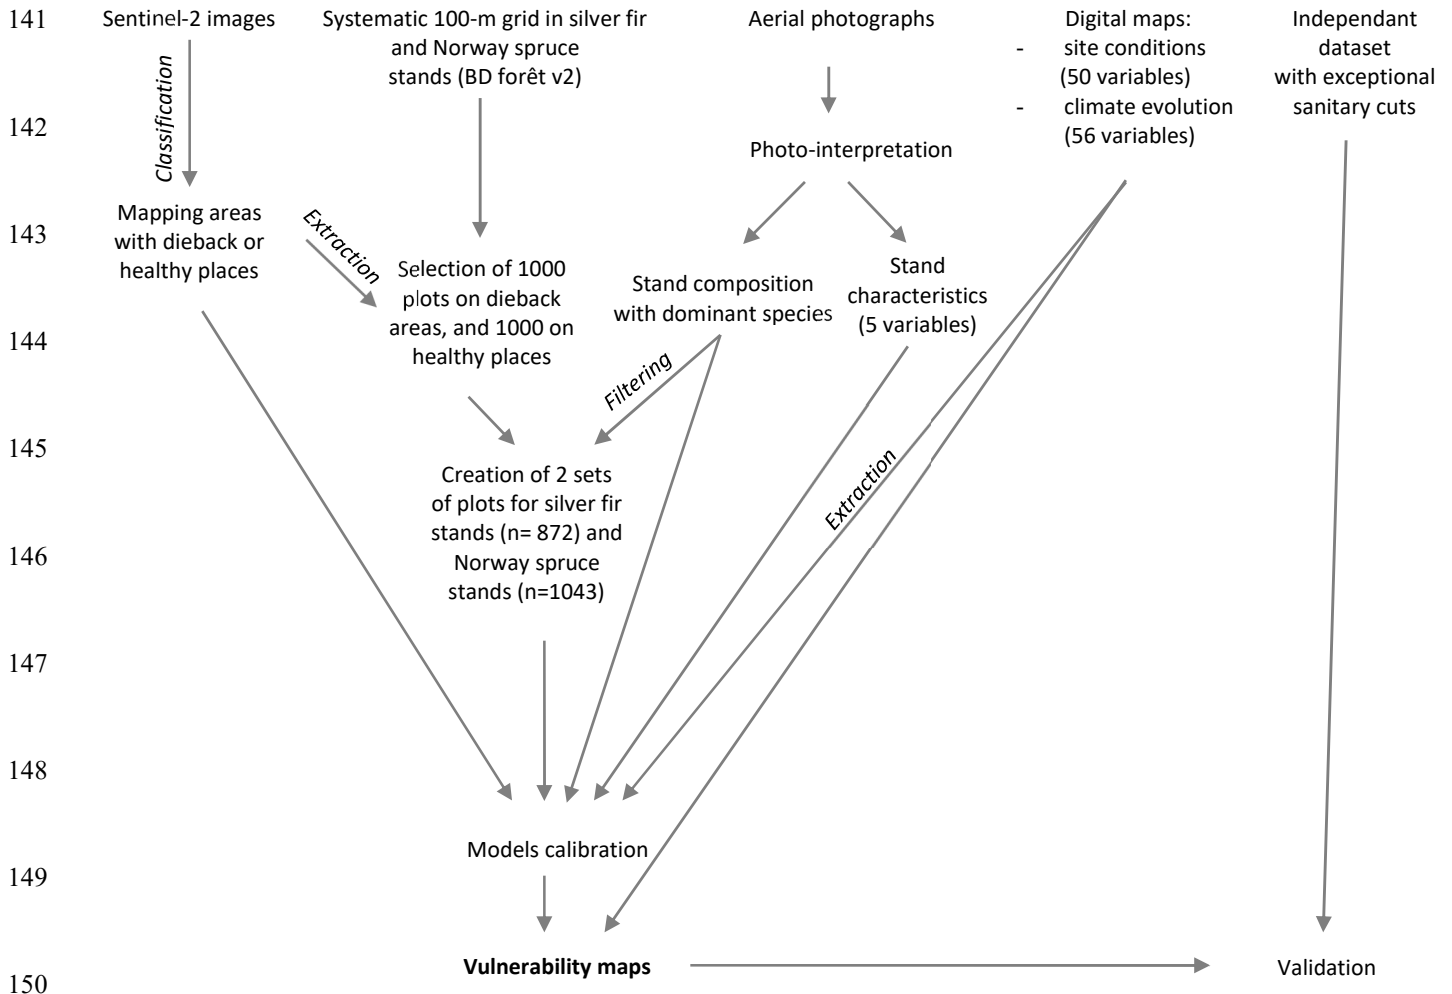 141
Sentinel-2 images
Systematic 100-m grid in silver fir
and Norway spruce
stands (BD forêt v2)
Aerial photographs
Digital maps:
- site conditions
(50 variables)
- climate evolution
(56 variables)
Independant
dataset
with exceptional
sanitary cuts
Classification
142
Photo-interpretation
Mapping areas
with dieback or
healthy places
Extraction
143
Selection of 1000
plots on dieback
areas, and 1000 on
healthy places
Stand composition
with dominant species
Stand
characteristics
(5 variables)
144
Filtering
145
Creation of 2 sets
of plots for silver fir
stands (n= 872) and
Norway spruce
stands (n=1043)
Extraction
146
147
148
Models calibration
149
Vulnerability maps
Validation
150